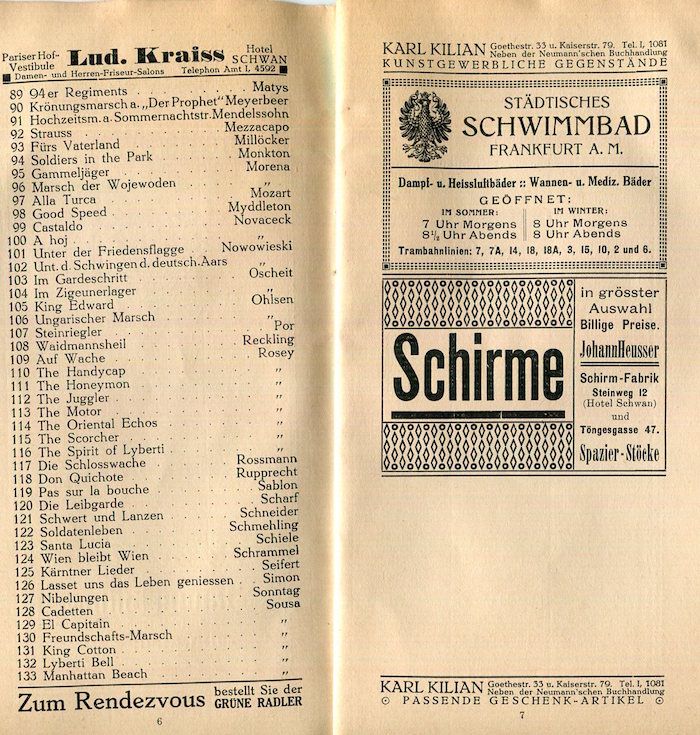 Pariser Hof-Vestibule Lud. Kraiss Hotel SCHWAN
Damen- und Herren-Friseur-Salons Telephon Amt I, 4592
89 94er Regiments . . . . . Matys
90 Krönungsmarsch a. „Der Prophet" Meyerbeer
91 Hochzeitsm. a. Sommernachtstr. Mendelssohn
92 Strauss . . . . . Mezzacapo
93 Fürs Vaterland . . . . . Millöcker
94 Soldiers in the Park . . . . . Monkton
95 Gammeljäger . . . . . Morena
96 Marsch der Wojewoden . . . . . „
97 Alla Turca . . . . . Mozart
98 Good Speed . . . . . Myddleton
99 Castaldo . . . . . Novaceck
100 A hoj . . . . . „
101 Unter der Friedensflagge . . . Nowowieski
102 Unt. d. Schwingen d. deutsch. Aars . . „
103 Im Gardeschritt . . . . . Oscheit
104 Im Zigeunerlager . . . . . „
105 King Edward . . . . . Ohlsen
106 Ungarischer Marsch . . . . . „
107 Steinriegler . . . . . Por
108 Waidmannsheil . . . . . Reckling
109 Auf Wache . . . . . Rosey
110 The Handycap . . . . . „
111 The Honeymon . . . . . „
112 The Juggler . . . . . „
113 The Motor . . . . . „
114 The Oriental Echos . . . . . „
115 The Scorcher . . . . . „
116 The Spirit of Lyberti . . . . . „
117 Die Schlosswache . . . . . Rossmann
118 Don Quichote . . . . . Rupprecht
119 Pas sur la bouche . . . . . Sablon
120 Die Leibgarde . . . . . Scharf
121 Schwert und Lanzen . . . . . Schneider
122 Soldatenleben . . . . . Schmehling
123 Santa Lucia . . . . . Schiele
124 Wien bleibt Wien . . . . . Schrammel
125 Kärntner Lieder . . . . . Seifert
126 Lasset uns das Leben geniessen . . Simon
127 Nibelungen . . . . . Sonntag
128 Cadetten . . . . . Sousa
129 El Capitain . . . . . „
130 Freundschafts-Marsch . . . . . „
131 King Cotton . . . . . „
132 Lyberti Bell . . . . . „
133 Manhattan Beach . . . . . „
Zum Rendezvous bestellt Sie der GRÜNE RADLER
6
KARL KILIAN Goethestr. 33 u. Kaiserstr. 79. Tel. I, 1081
Neben der Neumann'schen Buchhandlung
KUNSTGEWERBLICHE GEGENSTÄNDE
STÄDTISCHES
SCHWIMMBAD
FRANKFURT A. M.
Dampf- u. Heissluftbäder :: Wannen- u. Mediz. Bäder
GEÖFFNET:
IM SOMMER: IM WINTER:
7 Uhr Morgens 8 Uhr Morgens
8½ Uhr Abends 8 Uhr Abends
Trambahnlinien: 7, 7A, 14, 18, 18A, 3, 15, 10, 2 und 6.
Schirme
in grösster
Auswahl
Billige Preise.
Johann Heusser
Schirm-Fabrik
Steinweg 12
(Hotel Schwan)
und
Töngesgasse 47.
Spazier-Stöcke
KARL KILIAN Goethestr. 33 u. Kaiserstr. 79. Tel. I, 1081
Neben der Neumann'schen Buchhandlung
PASSENDE GESCHENK-ARTIKEL
7